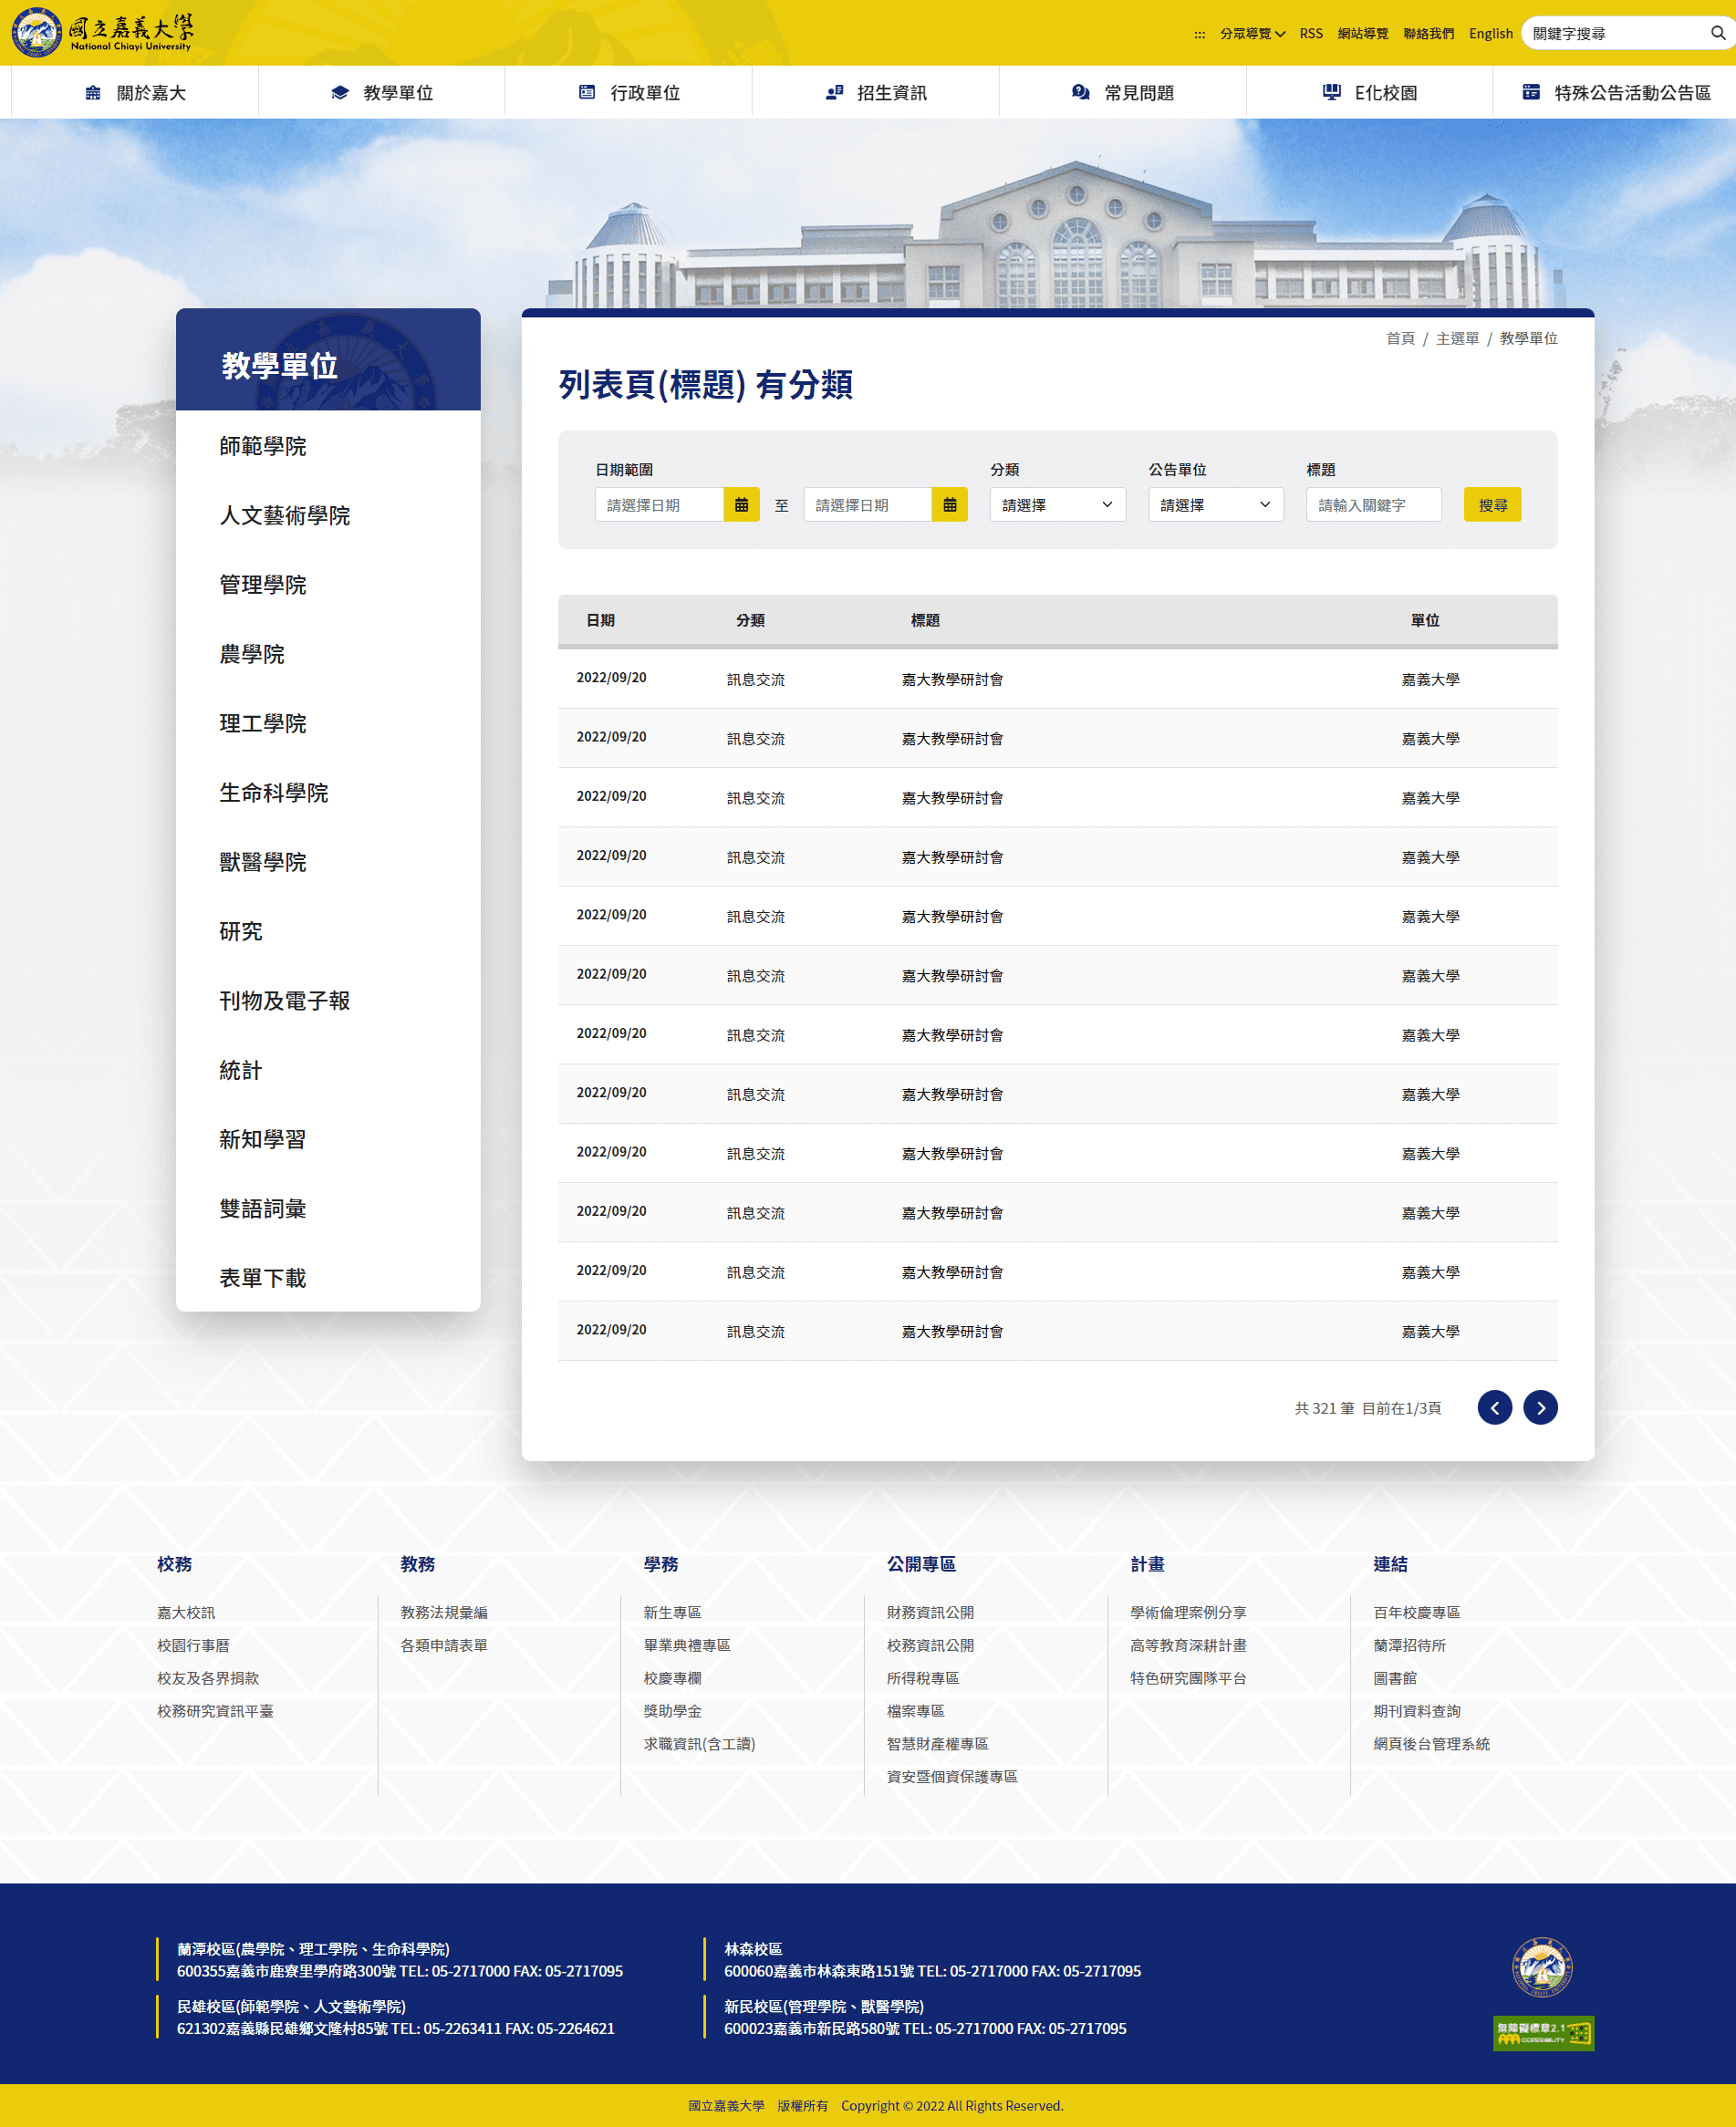 國立嘉義大學
National Chiayi University
:::
分眾導覽
RSS
網站導覽
聯絡我們
English
關鍵字搜尋
關於嘉大
教學單位
行政單位
招生資訊
常見問題
E化校園
特殊公告活動公告區
教學單位
師範學院
人文藝術學院
管理學院
農學院
理工學院
生命科學院
獸醫學院
研究
刊物及電子報
統計
新知學習
雙語詞彙
表單下載
首頁 / 主選單 / 教學單位
列表頁(標題) 有分類
日期範圍 分類 公告單位 標題
請選擇日期 至 請選擇日期 請選擇 請選擇 請輸入關鍵字 搜尋
日期 分類 標題 單位
2022/09/20 訊息交流 嘉大教學研討會 嘉義大學
2022/09/20 訊息交流 嘉大教學研討會 嘉義大學
2022/09/20 訊息交流 嘉大教學研討會 嘉義大學
2022/09/20 訊息交流 嘉大教學研討會 嘉義大學
2022/09/20 訊息交流 嘉大教學研討會 嘉義大學
2022/09/20 訊息交流 嘉大教學研討會 嘉義大學
2022/09/20 訊息交流 嘉大教學研討會 嘉義大學
2022/09/20 訊息交流 嘉大教學研討會 嘉義大學
2022/09/20 訊息交流 嘉大教學研討會 嘉義大學
2022/09/20 訊息交流 嘉大教學研討會 嘉義大學
2022/09/20 訊息交流 嘉大教學研討會 嘉義大學
2022/09/20 訊息交流 嘉大教學研討會 嘉義大學
共 321 筆 目前在1/3頁
校務
嘉大校訊
校園行事曆
校友及各界捐款
校務研究資訊平臺
教務
教務法規彙編
各類申請表單
學務
新生專區
畢業典禮專區
校慶專欄
獎助學金
求職資訊(含工讀)
公開專區
財務資訊公開
校務資訊公開
所得稅專區
檔案專區
智慧財產權專區
資安暨個資保護專區
計畫
學術倫理案例分享
高等教育深耕計畫
特色研究團隊平台
連結
百年校慶專區
蘭潭招待所
圖書館
期刊資料查詢
網頁後台管理系統
蘭潭校區(農學院、理工學院、生命科學院)
600355嘉義市鹿寮里學府路300號 TEL: 05-2717000 FAX: 05-2717095
民雄校區(師範學院、人文藝術學院)
621302嘉義縣民雄鄉文隆村85號 TEL: 05-2263411 FAX: 05-2264621
林森校區
600060嘉義市林森東路151號 TEL: 05-2717000 FAX: 05-2717095
新民校區(管理學院、獸醫學院)
600023嘉義市新民路580號 TEL: 05-2717000 FAX: 05-2717095
無障礙標章2.1
國立嘉義大學 版權所有 Copyright © 2022 All Rights Reserved.